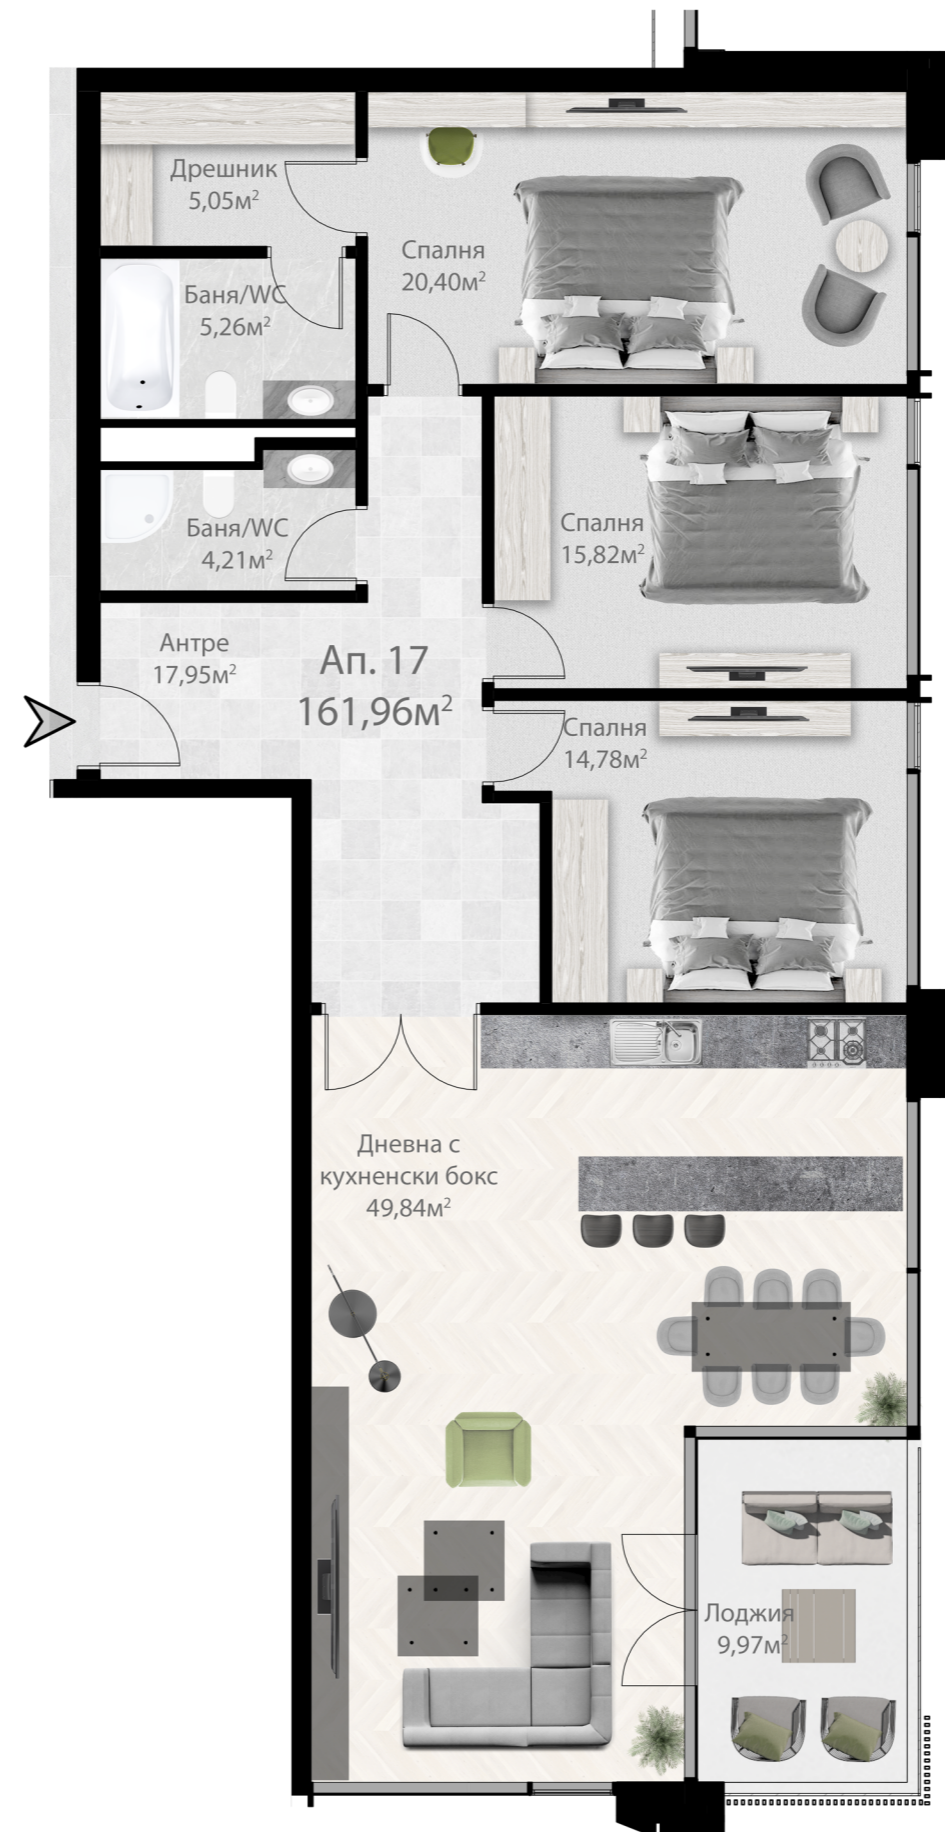 Дрешник
5,05м²
Спалня
20,40м²
Баня/WC
5,26м²
Баня/WC
4,21м²
Спалня
15,82м²
Антре
17,95м²
Ап. 17
161,96м²
Спалня
14,78м²
Дневна с
кухненски бокс
49,84м²
Лоджия
9,97м²